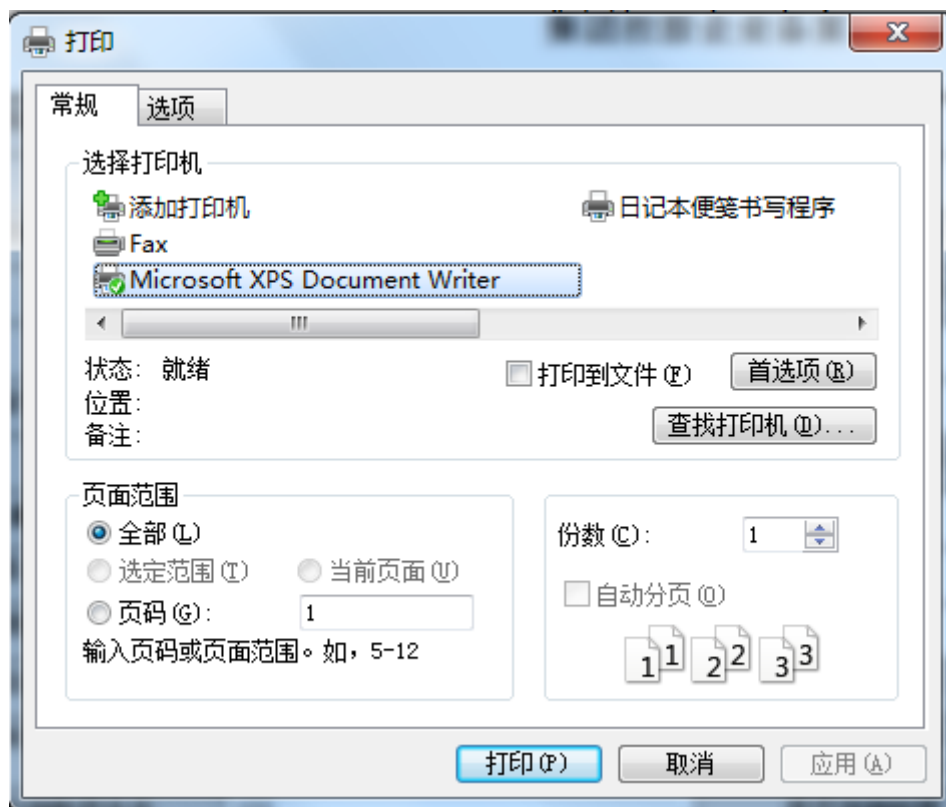 打印
常规 选项
选择打印机
添加打印机 日记本便笺书写程序
Fax
Microsoft XPS Document Writer
状态: 就绪 打印到文件(F) 首选项(R)
位置:
备注: 查找打印机(D)...
页面范围
全部(L) 份数(C): 1
选定范围(T) 当前页面(U)
自动分页(O)
页码(G): 1
输入页码或页面范围。如，5-12
1 1 2 2 3 3
打印(P) 取消 应用(A)